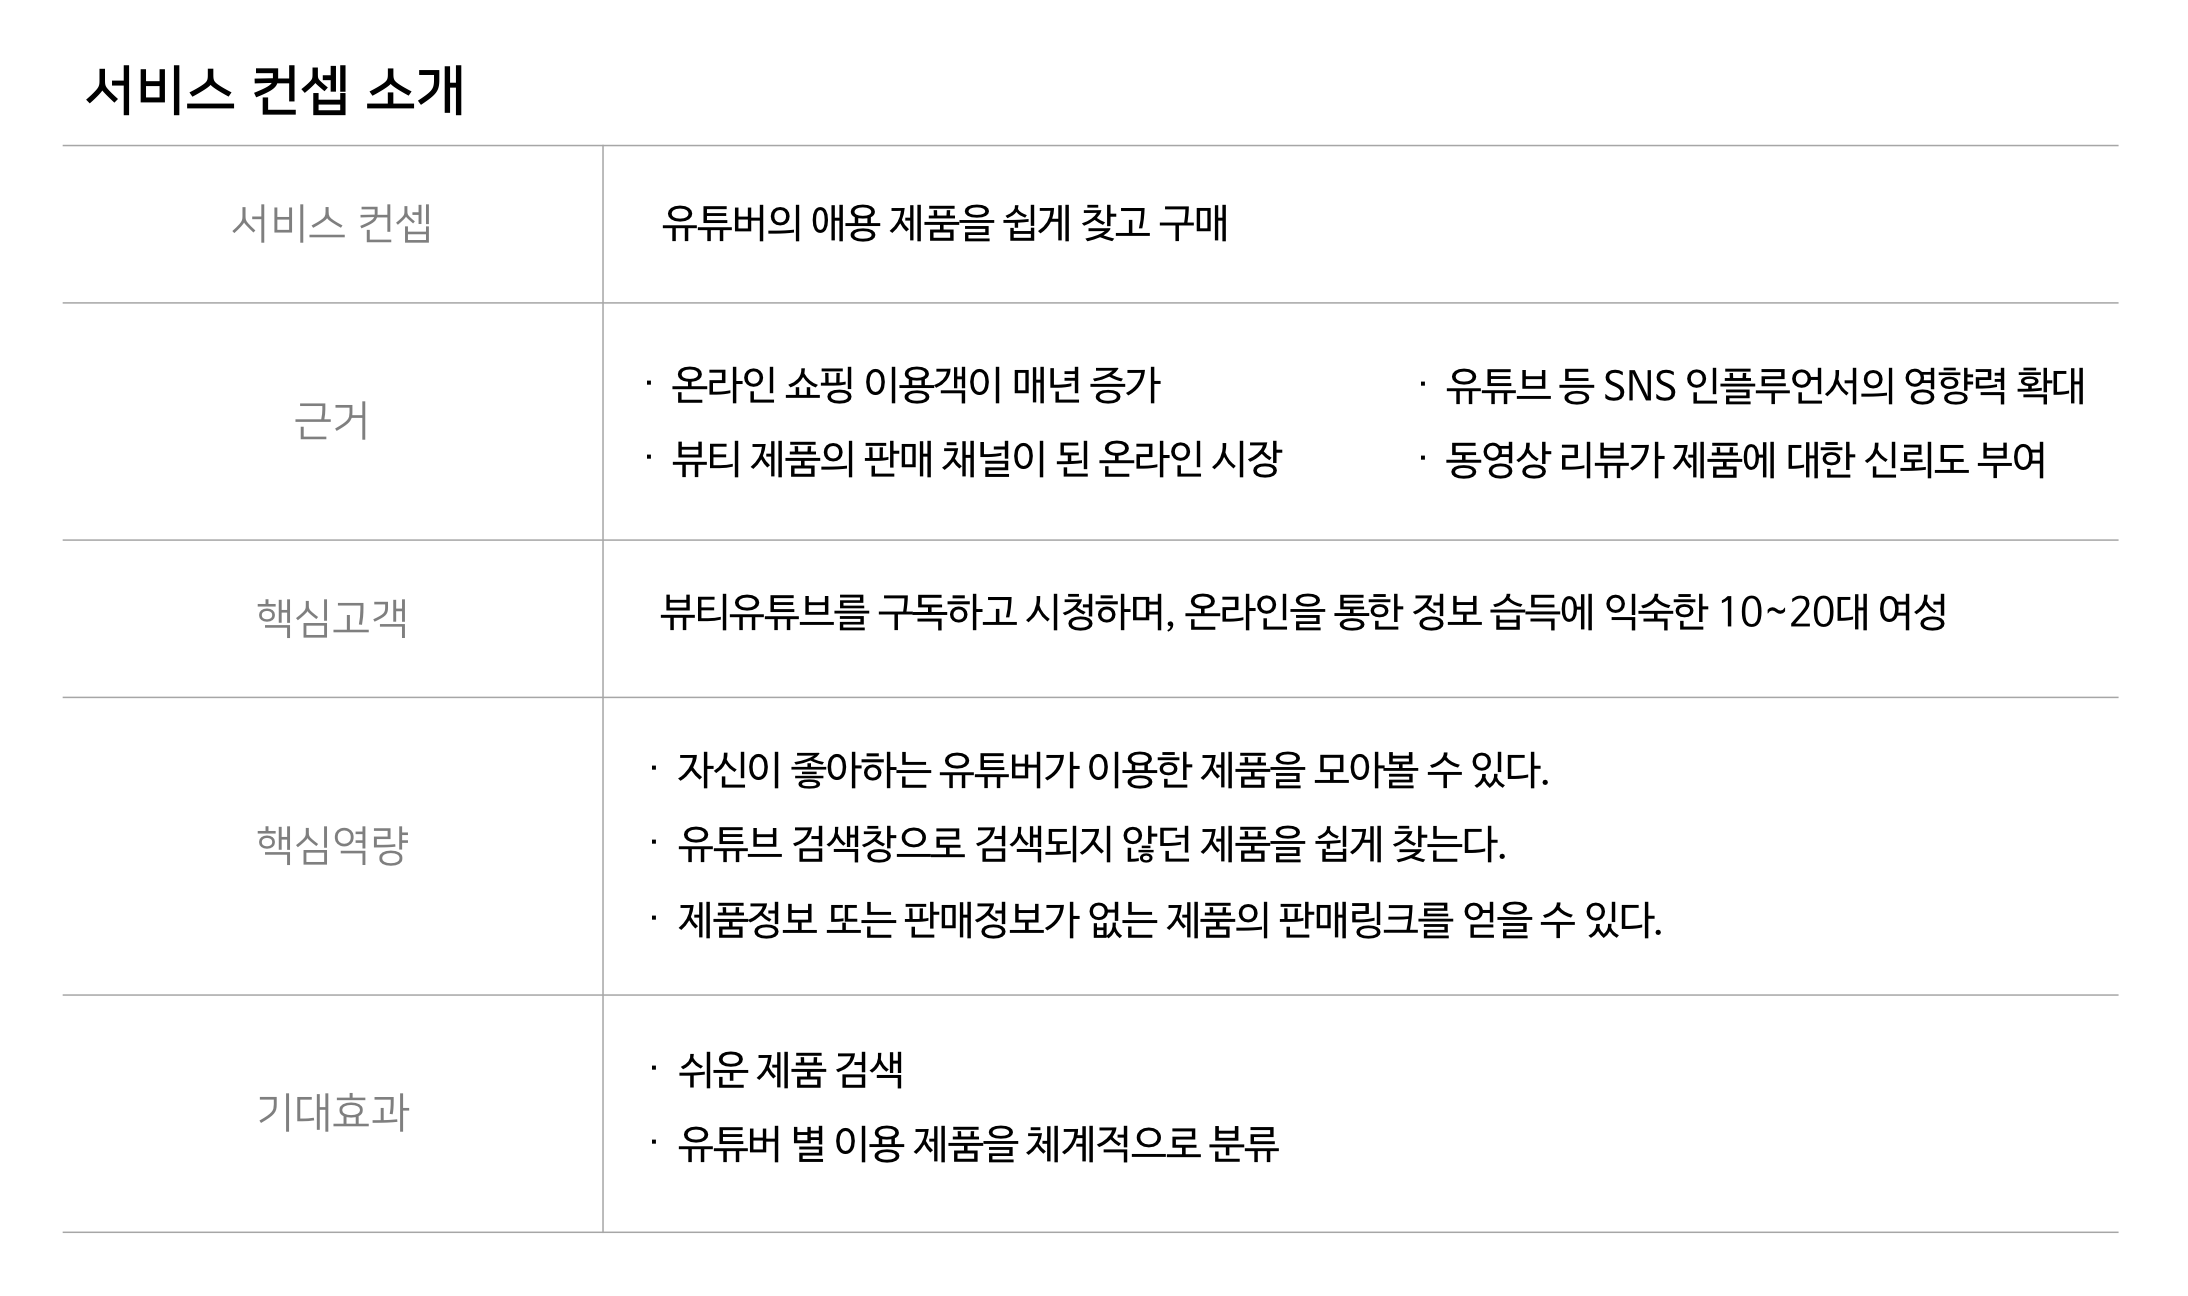 서비스 컨셉 소개
서비스 컨셉
유튜버의 애용 제품을 쉽게 찾고 구매
근거
· 온라인 쇼핑 이용객이 매년 증가
· 뷰티 제품의 판매 채널이 된 온라인 시장
· 유튜브 등 SNS 인플루언서의 영향력 확대
· 동영상 리뷰가 제품에 대한 신뢰도 부여
핵심고객
뷰티유튜브를 구독하고 시청하며, 온라인을 통한 정보 습득에 익숙한 10~20대 여성
핵심역량
· 자신이 좋아하는 유튜버가 이용한 제품을 모아볼 수 있다.
· 유튜브 검색창으로 검색되지 않던 제품을 쉽게 찾는다.
· 제품정보 또는 판매정보가 없는 제품의 판매링크를 얻을 수 있다.
기대효과
· 쉬운 제품 검색
· 유튜버 별 이용 제품을 체계적으로 분류